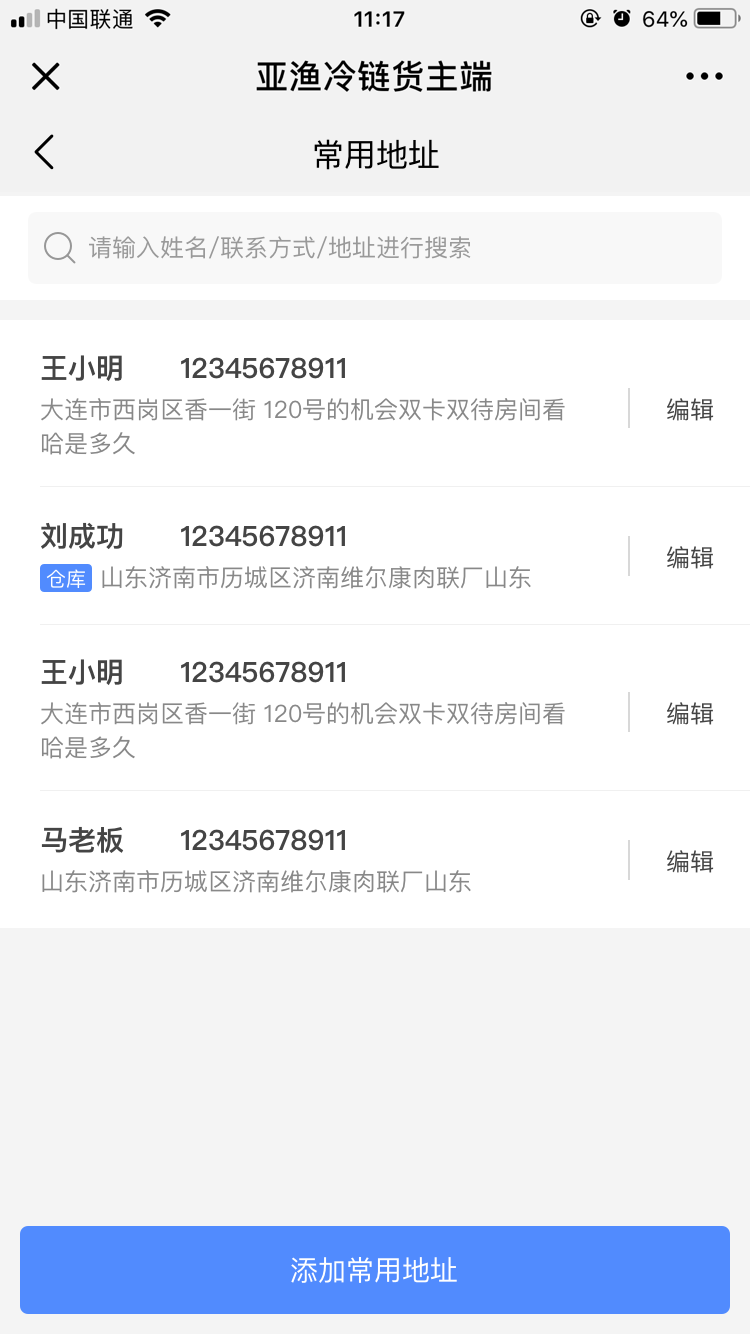 中国联通 11:17 64%
亚渔冷链货主端
常用地址
请输入姓名/联系方式/地址进行搜索
王小明 12345678911
大连市西岗区香一街 120号的机会双卡双待房间看
哈是多久
编辑
刘成功 12345678911
仓库 山东济南市历城区济南维尔康肉联厂山东
编辑
王小明 12345678911
大连市西岗区香一街 120号的机会双卡双待房间看
哈是多久
编辑
马老板 12345678911
山东济南市历城区济南维尔康肉联厂山东
编辑
添加常用地址